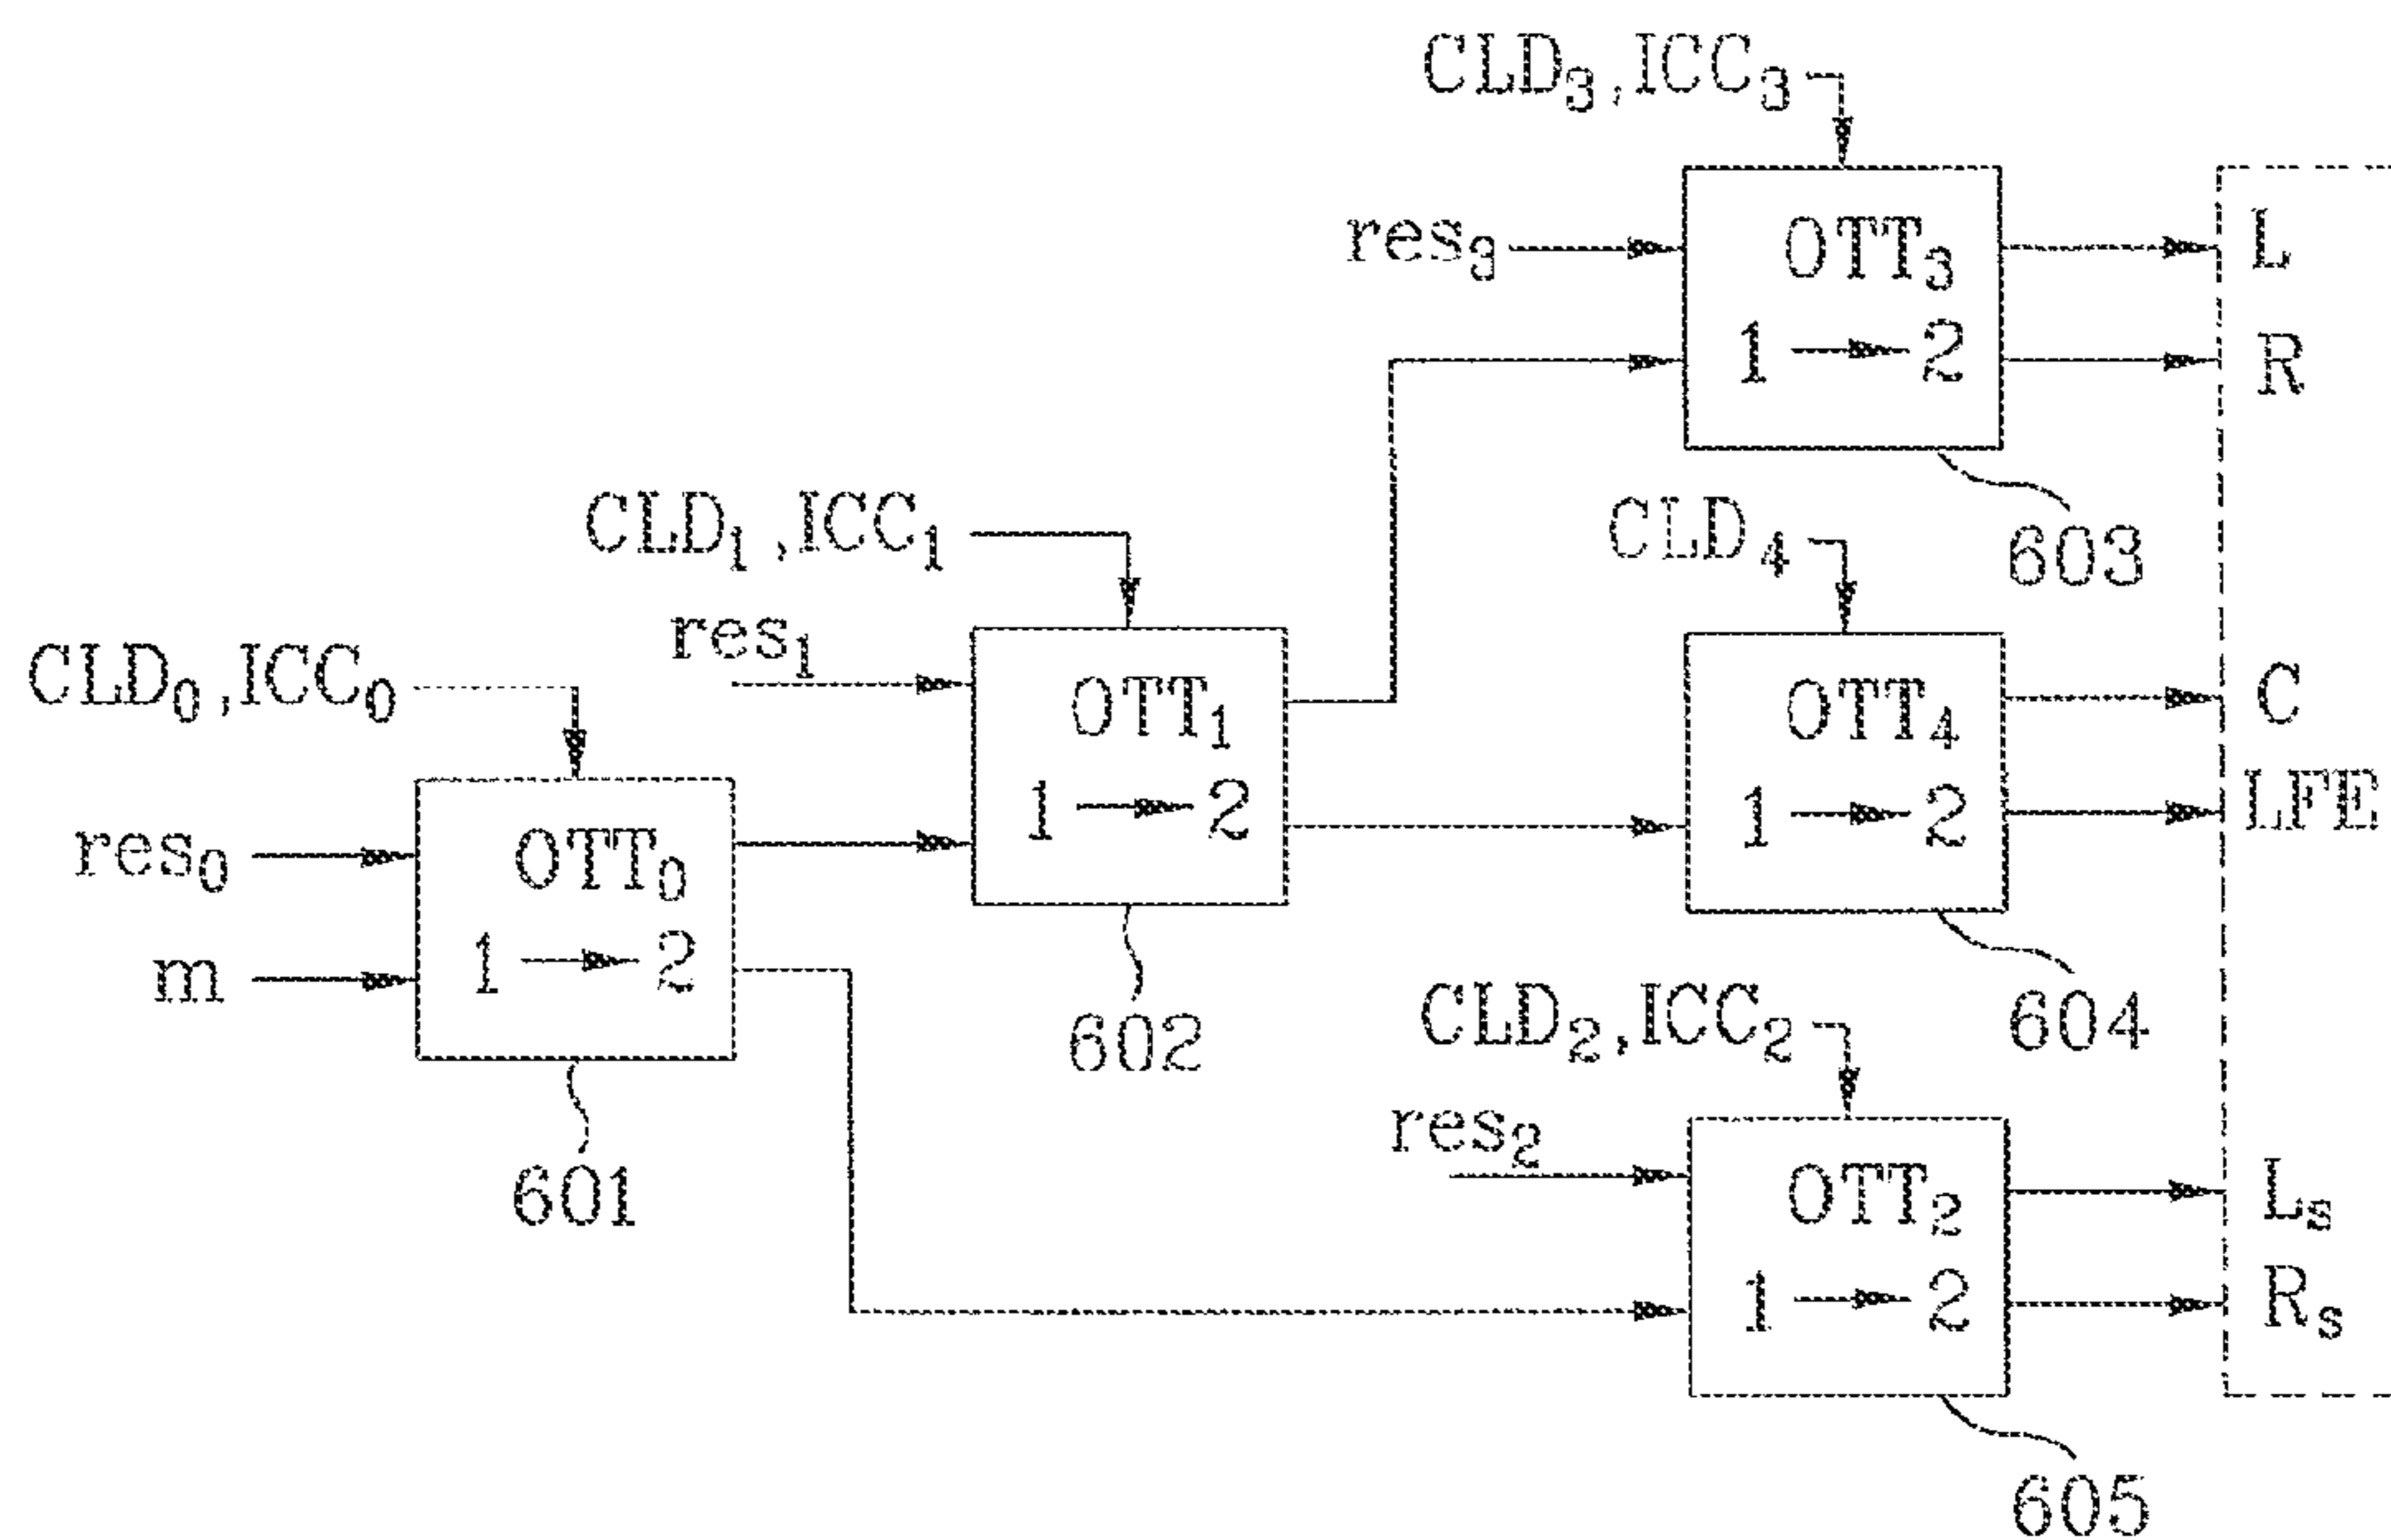 CLD₃,ICC₃
res₃
OTT₃
1 2
L
R
603
CLD₁,ICC₁
res₁
OTT₁
1 2
602
CLD₄
OTT₄
1 2
C
LFE
604
CLD₀,ICC₀
res₀
m
OTT₀
1 2
601
CLD₂,ICC₂
res₂
OTT₂
1 2
Lₛ
Rₛ
605